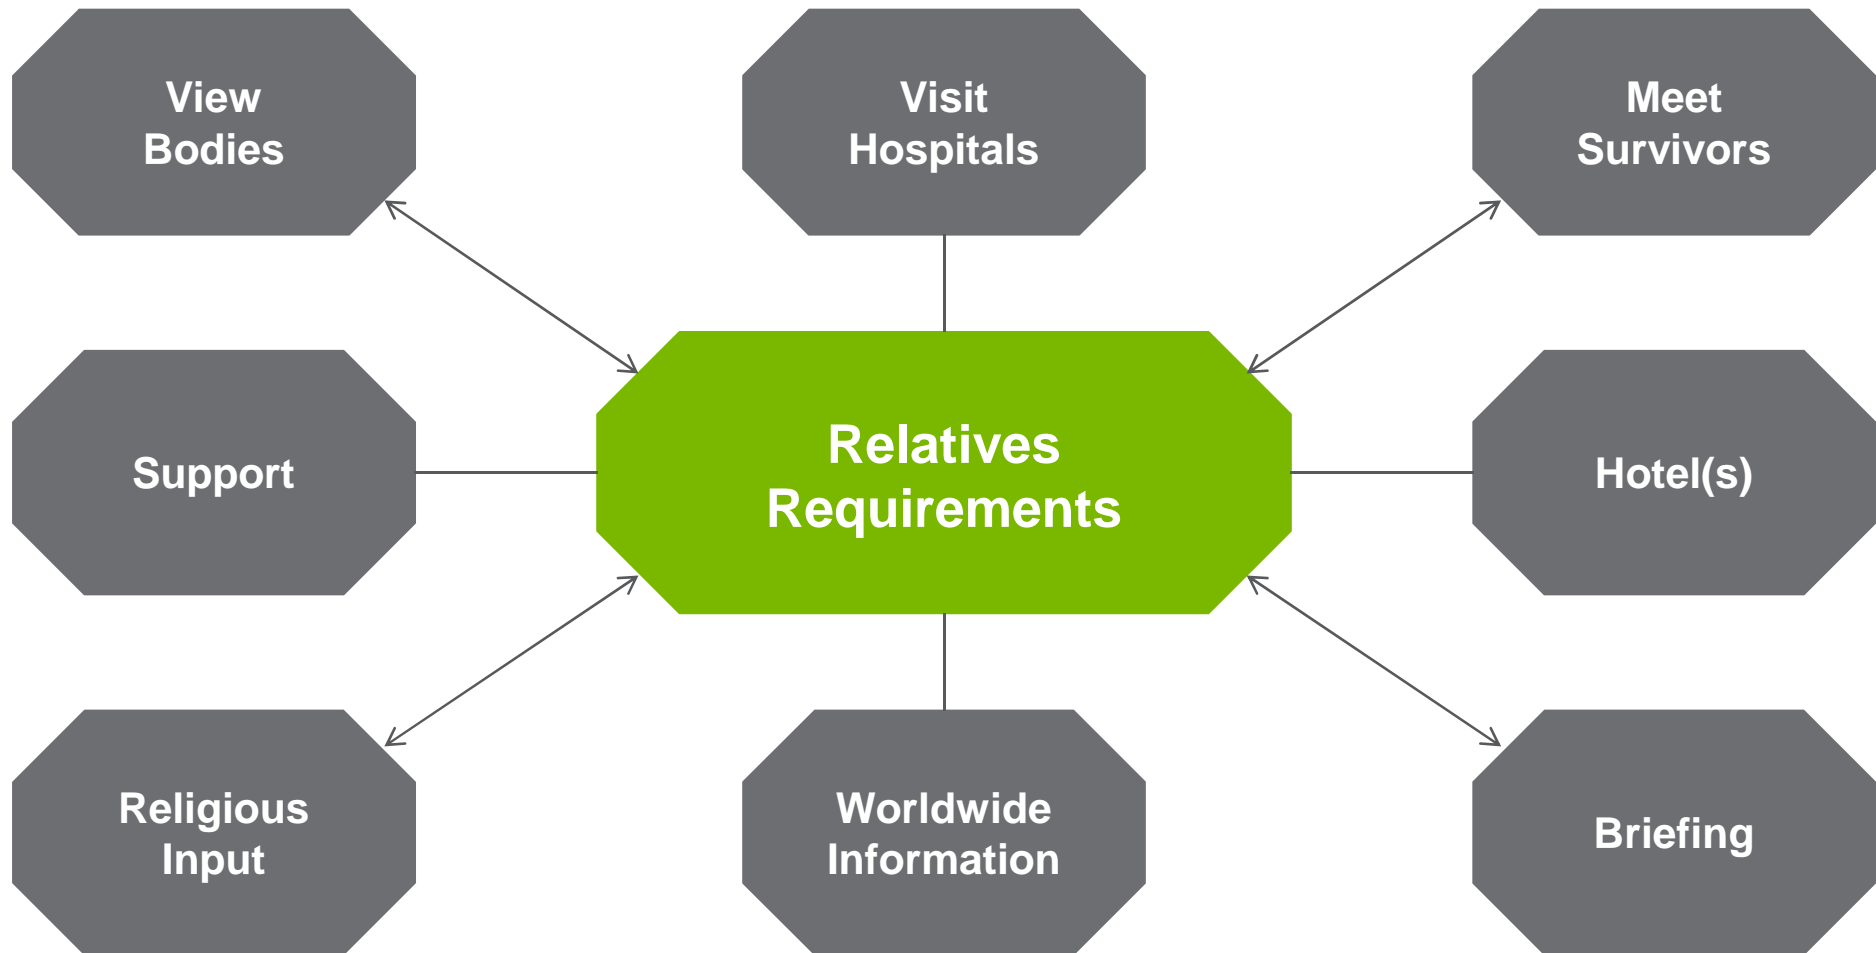 View
Bodies
Visit
Hospitals
Meet
Survivors
Support
Relatives
Requirements
Hotel(s)
Religious
Input
Worldwide
Information
Briefing